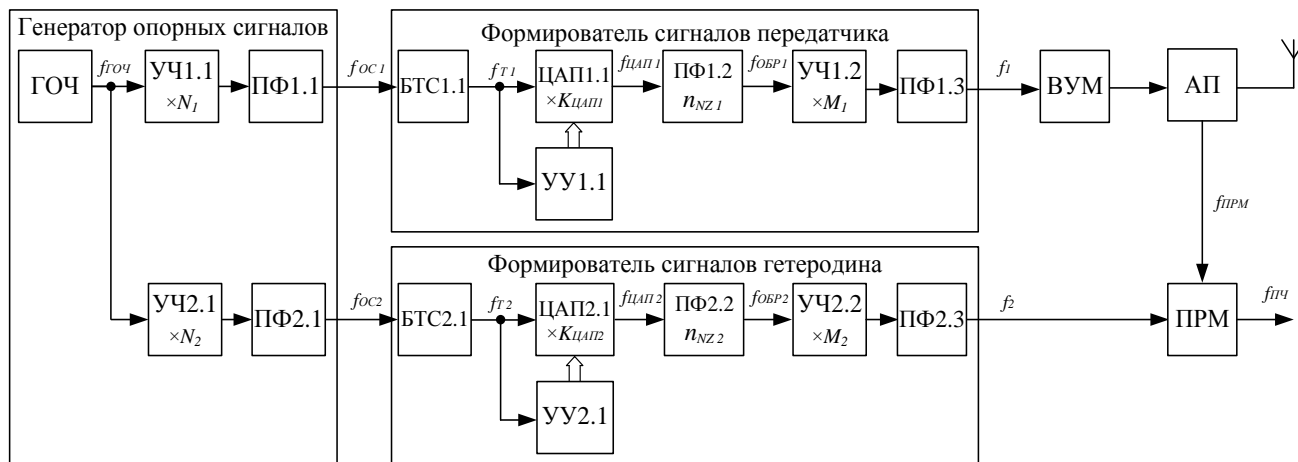 Генератор опорных сигналов
ГОЧ
fГОЧ
УЧ1.1
×N1
ПФ1.1
fОС1
Формирователь сигналов передатчика
БТС1.1
fТ1
ЦАП1.1
×KЦАП1
fЦАП1
ПФ1.2
nNZ1
fОБР1
УЧ1.2
×M1
ПФ1.3
УУ1.1
f1
ВУМ
АП
fПРМ
УЧ2.1
×N2
ПФ2.1
fОС2
Формирователь сигналов гетеродина
БТС2.1
fТ2
ЦАП2.1
×KЦАП2
fЦАП2
ПФ2.2
nNZ2
fОБР2
УЧ2.2
×M2
ПФ2.3
УУ2.1
f2
ПРМ
fПЧ